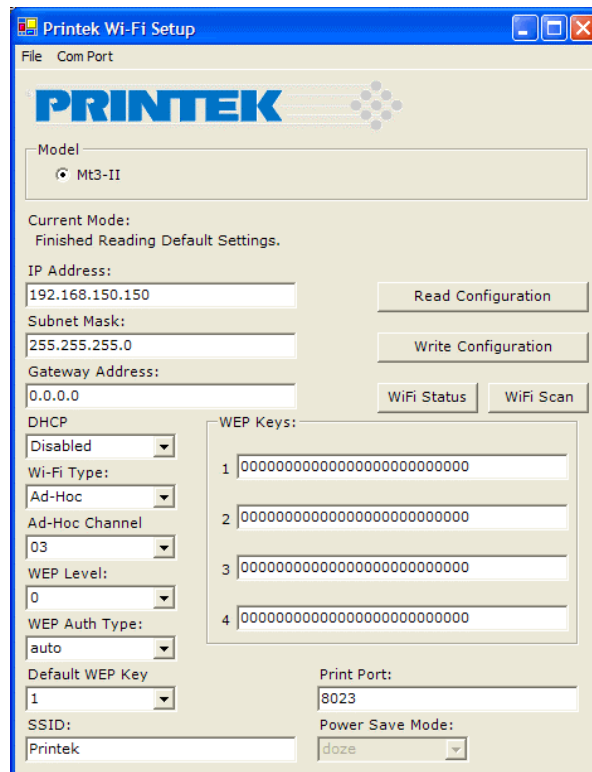 Printek Wi-Fi Setup
File Com Port
PRINTEK
Model
Mt3-II
Current Mode:
Finished Reading Default Settings.
IP Address:
192.168.150.150
Read Configuration
Subnet Mask:
255.255.255.0
Write Configuration
Gateway Address:
0.0.0.0
WiFi Status WiFi Scan
DHCP
Disabled
Wi-Fi Type:
Ad-Hoc
Ad-Hoc Channel
03
WEP Level:
0
WEP Auth Type:
auto
WEP Keys:
1 00000000000000000000000000
2 00000000000000000000000000
3 00000000000000000000000000
4 00000000000000000000000000
Default WEP Key
1
Print Port:
8023
SSID:
Printek
Power Save Mode:
doze